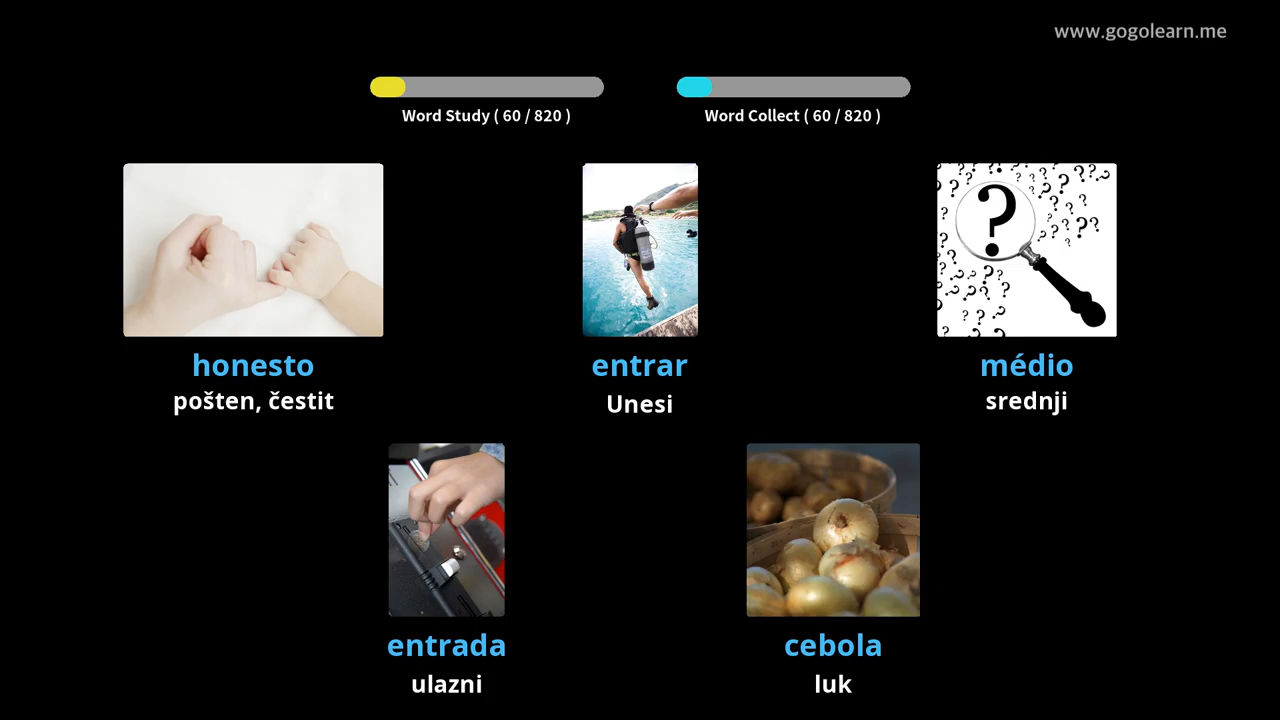 www.gogolearn.me
Word Study ( 60 / 820 )
Word Collect ( 60 / 820 )
honesto
pošten, čestit
entrar
Unesi
médio
srednji
entrada
ulazni
cebola
luk